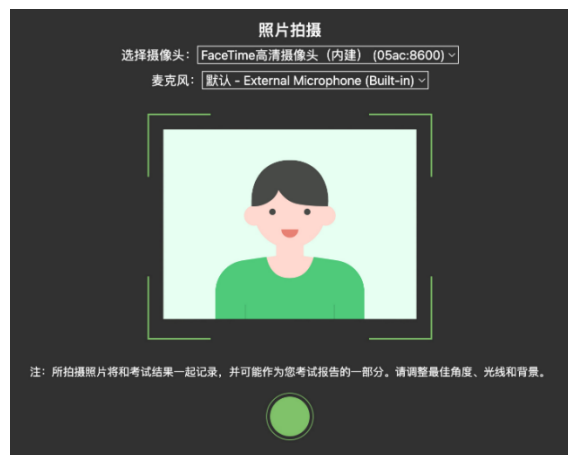 照片拍摄
选择摄像头： FaceTime高清摄像头（内建） (05ac:8600)
麦克风： 默认 - External Microphone (Built-in)
注：所拍摄照片将和考试结果一起记录，并可能作为您考试报告的一部分。请调整最佳角度、光线和背景。